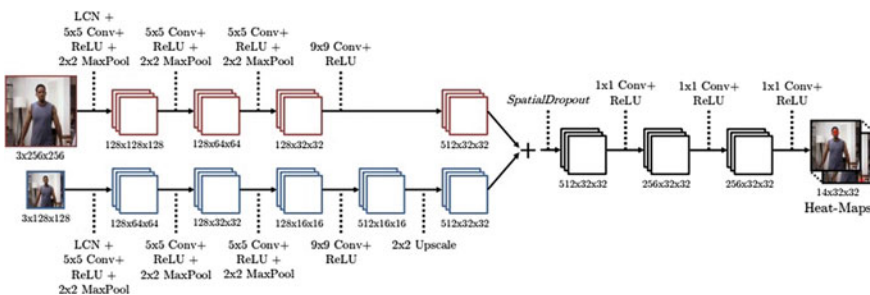 LCN +
5x5 Conv+
ReLU +
2x2 MaxPool
5x5 Conv+
ReLU +
2x2 MaxPool
5x5 Conv+
ReLU +
2x2 MaxPool
9x9 Conv+
ReLU
3x256x256
128x128x128
128x64x64
128x32x32
512x32x32
+
SpatialDropout
1x1 Conv+
ReLU
1x1 Conv+
ReLU
1x1 Conv+
ReLU
512x32x32
256x32x32
256x32x32
14x32x32
Heat-Maps
3x128x128
128x64x64
128x32x32
128x16x16
512x16x16
512x32x32
LCN +
5x5 Conv+
ReLU +
2x2 MaxPool
5x5 Conv+
ReLU +
2x2 MaxPool
5x5 Conv+
ReLU +
2x2 MaxPool
9x9 Conv+
ReLU
2x2 Upscale